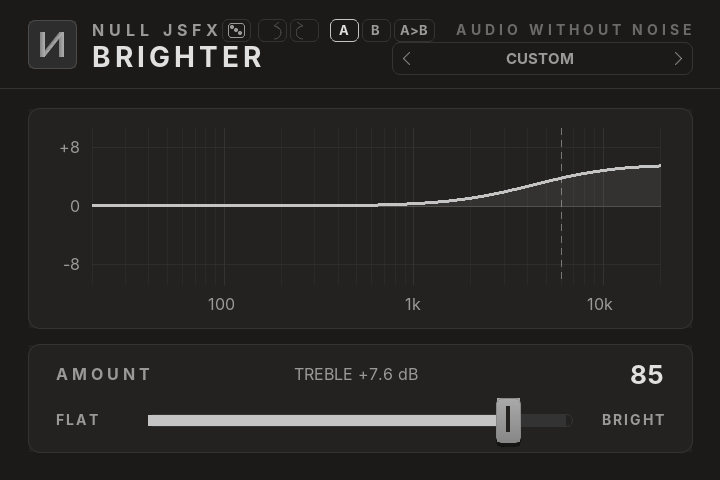 NULL JSFX A B A>B AUDIO WITHOUT NOISE
BRIGHTER CUSTOM
+8
0
-8
100 1k 10k
AMOUNT TREBLE +7.6 dB 85
FLAT BRIGHT